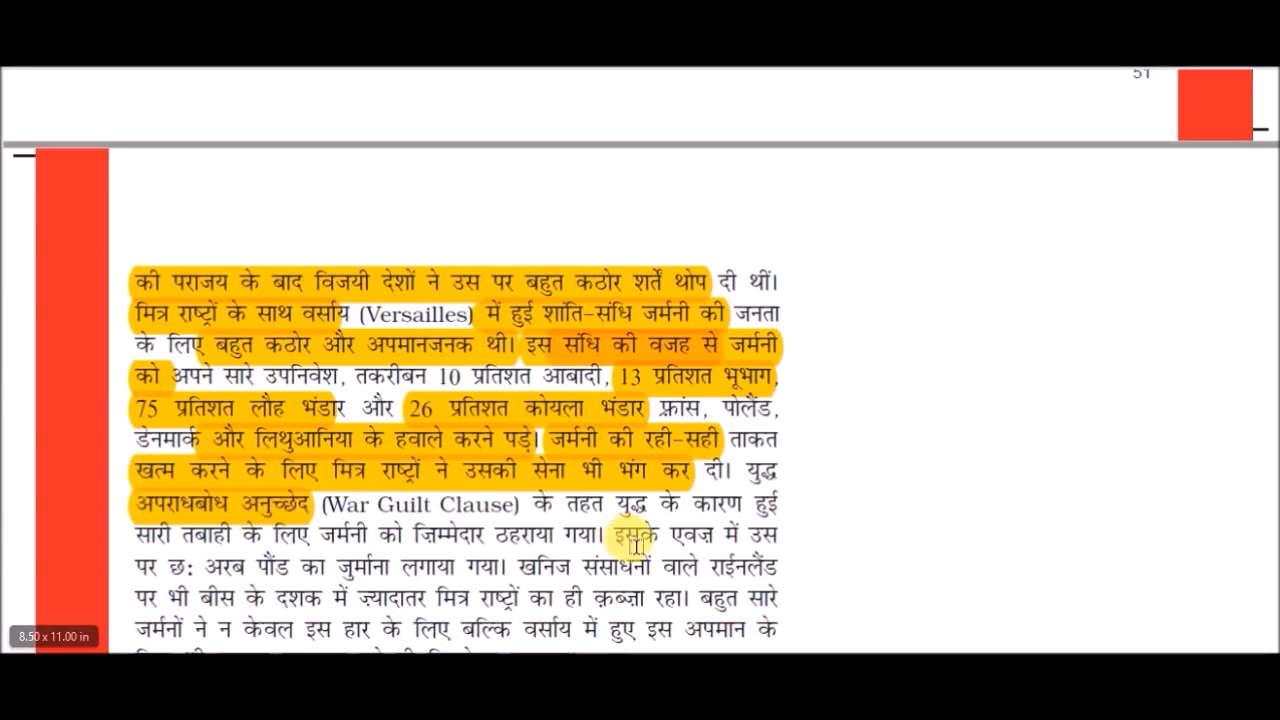 51
की पराजय के बाद विजयी देशों ने उस पर बहुत कठोर शर्तें थोप दी थीं।
मित्र राष्ट्रों के साथ वर्साय (Versailles) में हुई शांति-संधि जर्मनी की जनता
के लिए बहुत कठोर और अपमानजनक थी। इस संधि की वजह से जर्मनी
को अपने सारे उपनिवेश, तकरीबन 10 प्रतिशत आबादी, 13 प्रतिशत भूभाग,
75 प्रतिशत लौह भंडार और 26 प्रतिशत कोयला भंडार फ़्रांस, पोलैंड,
डेनमार्क और लिथुआनिया के हवाले करने पड़े। जर्मनी की रही-सही ताकत
खत्म करने के लिए मित्र राष्ट्रों ने उसकी सेना भी भंग कर दी। युद्ध
अपराधबोध अनुच्छेद (War Guilt Clause) के तहत युद्ध के कारण हुई
सारी तबाही के लिए जर्मनी को ज़िम्मेदार ठहराया गया। इसके एवज़ में उस
पर छः अरब पौंड का जुर्माना लगाया गया। खनिज संसाधनों वाले राईनलैंड
पर भी बीस के दशक में ज़्यादातर मित्र राष्ट्रों का ही क़ब्ज़ा रहा। बहुत सारे
जर्मनों ने न केवल इस हार के लिए बल्कि वर्साय में हुए इस अपमान के
8.50 x 11.00 in